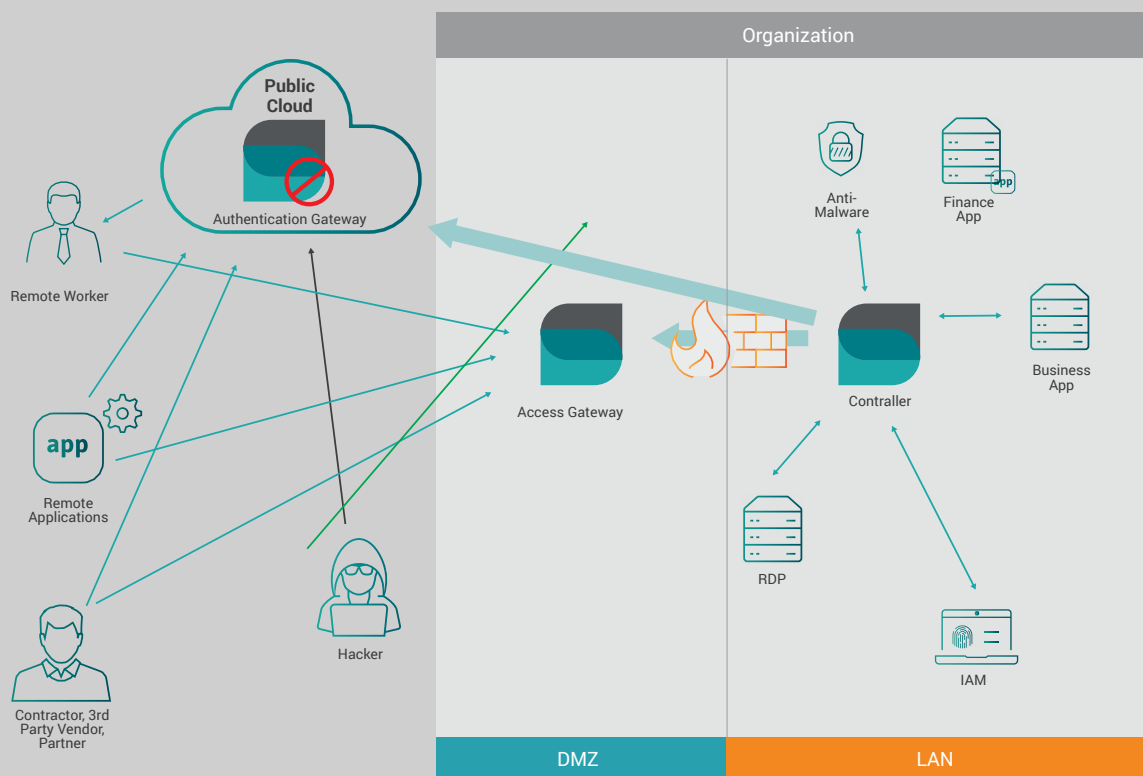 Organization
Public
Cloud
Authentication Gateway
Remote Worker
app
Remote
Applications
Contractor, 3rd
Party Vendor,
Partner
Hacker
Access Gateway
Anti-
Malware
app
Finance
App
Business
App
Contraller
RDP
IAM
DMZ
LAN